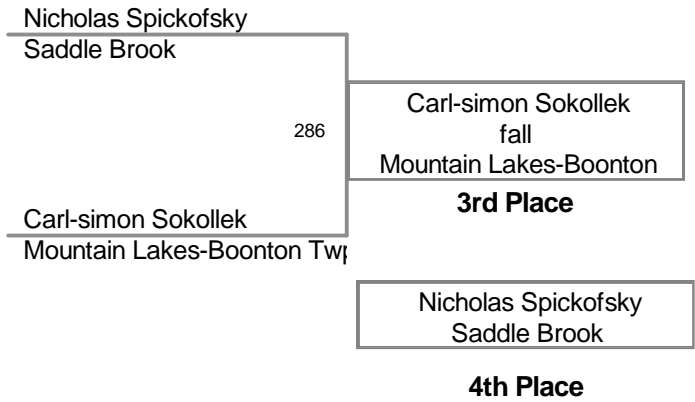 Nicholas Spickofsky
Saddle Brook
286
Carl-simon Sokollek
fall
Mountain Lakes-Boonton
3rd Place
Carl-simon Sokollek
Mountain Lakes-Boonton Twp
Nicholas Spickofsky
Saddle Brook
4th Place